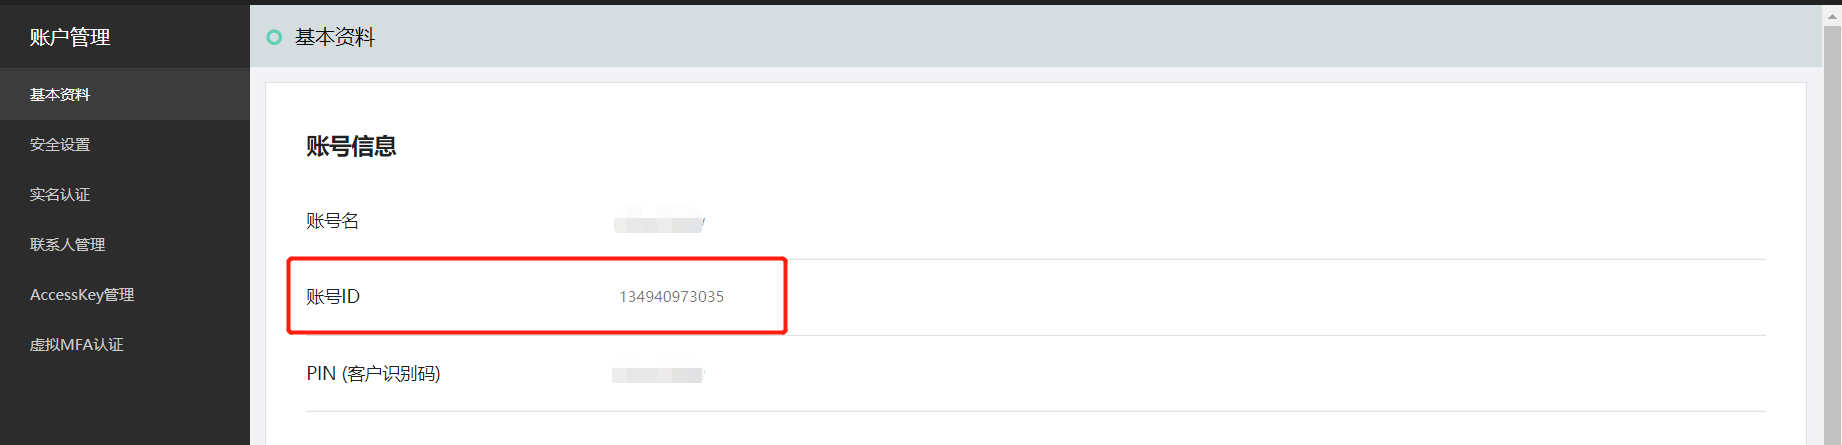 账户管理
基本资料
安全设置
实名认证
联系人管理
AccessKey管理
虚拟MFA认证
基本资料
账号信息
账号名
账号ID 134940973035
PIN (客户识别码)